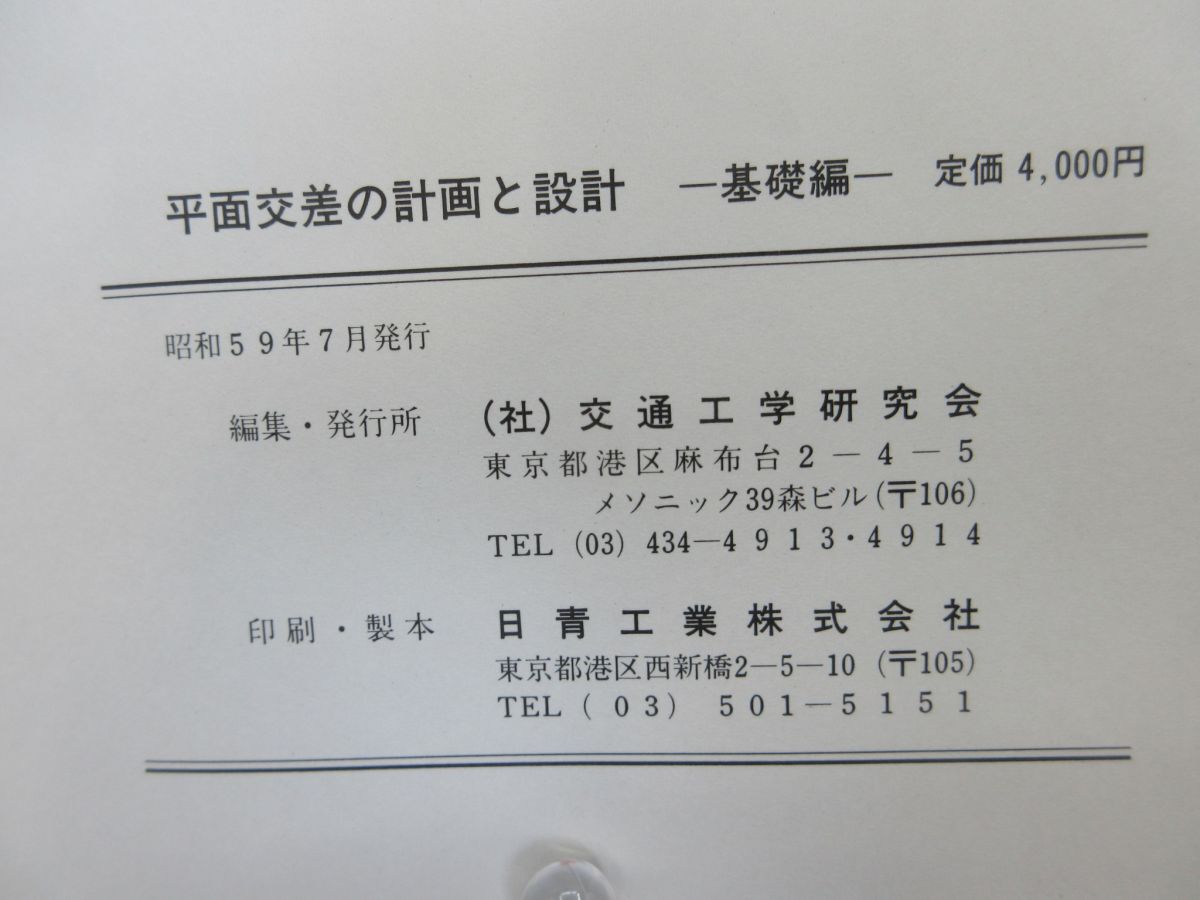 平面交差の計画と設計 ―基礎編― 定価 4,000円
昭和59年7月発行
編集・発行所 (社) 交通工学研究会
東京都港区麻布台2－4－5
メソニック39森ビル(〒106)
TEL (03) 434―4913・4914
印刷・製本 日青工業株式会社
東京都港区西新橋2―5―10 (〒105)
TEL (03) 501－5151